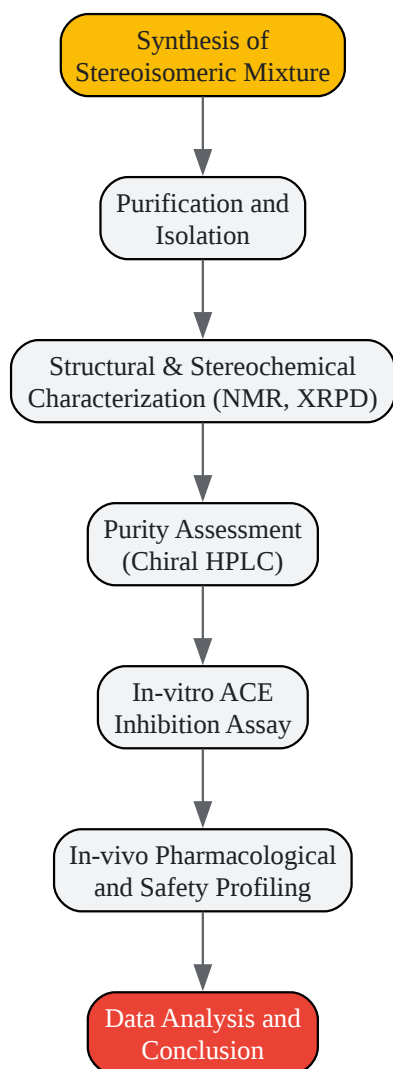 Synthesis of
Stereoisomeric Mixture
Purification and
Isolation
Structural & Stereochemical
Characterization (NMR, XRPD)
Purity Assessment
(Chiral HPLC)
In-vitro ACE
Inhibition Assay
In-vivo Pharmacological
and Safety Profiling
Data Analysis and
Conclusion